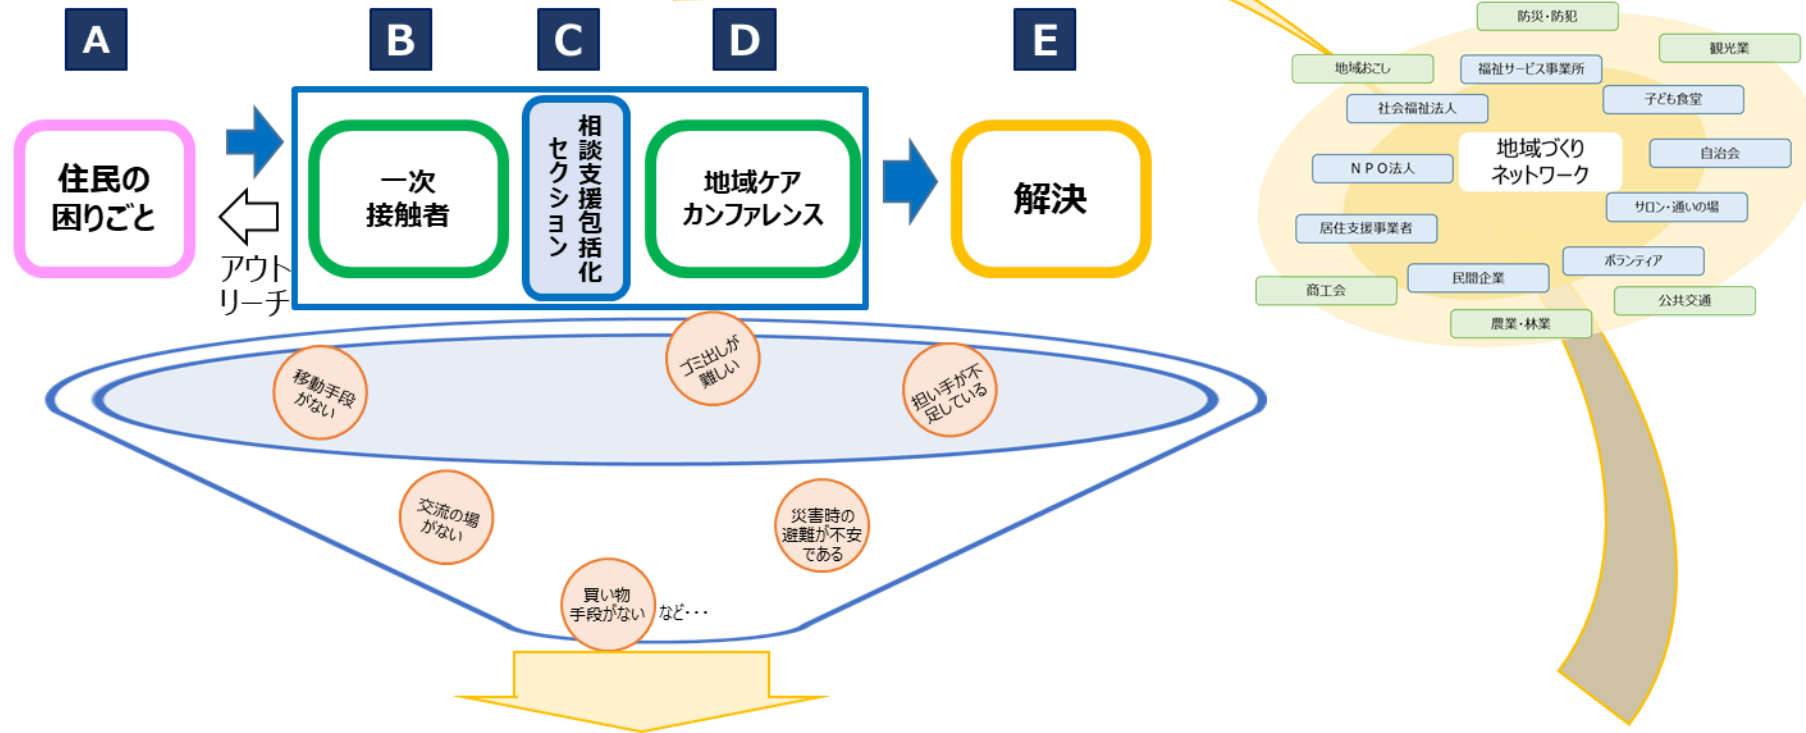 A
B
C
D
E
住民の
困りごと
アウト
リーチ
一次
接触者
相談支援包括化
セクション
地域ケア
カンファレンス
解決
移動手段
がない
ゴミ出しが
難しい
担い手が不
足している
交流の場
がない
災害時の
避難が不安
である
買い物
手段がない
など・・・
防災・防犯
観光業
地域おこし
福祉サービス事業所
子ども食堂
社会福祉法人
地域づくり
ネットワーク
自治会
NPO法人
サロン・通いの場
居住支援事業者
ボランティア
民間企業
商工会
公共交通
農業・林業